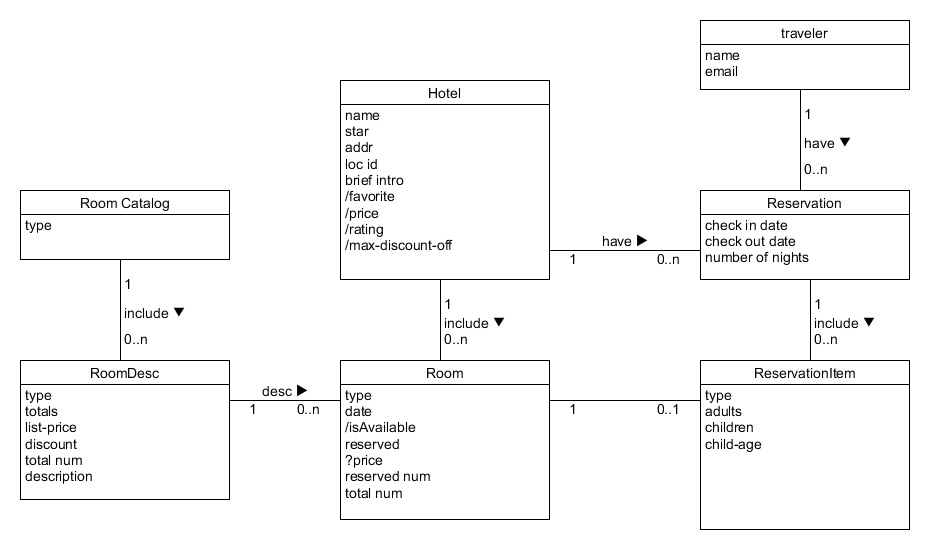 traveler
name
email
1
have ▼
0..n
Hotel
name
star
addr
loc id
brief intro
/favorite
/price
/rating
/max-discount-off
Room Catalog
type
Reservation
check in date
check out date
number of nights
have ▶
1 0..n
1
include ▼
0..n
1
include ▼
0..n
1
include ▼
0..n
RoomDesc
type
totals
list-price
discount
total num
description
desc ▶
1 0..n
Room
type
date
/isAvailable
reserved
?price
reserved num
total num
1 0..1
ReservationItem
type
adults
children
child-age